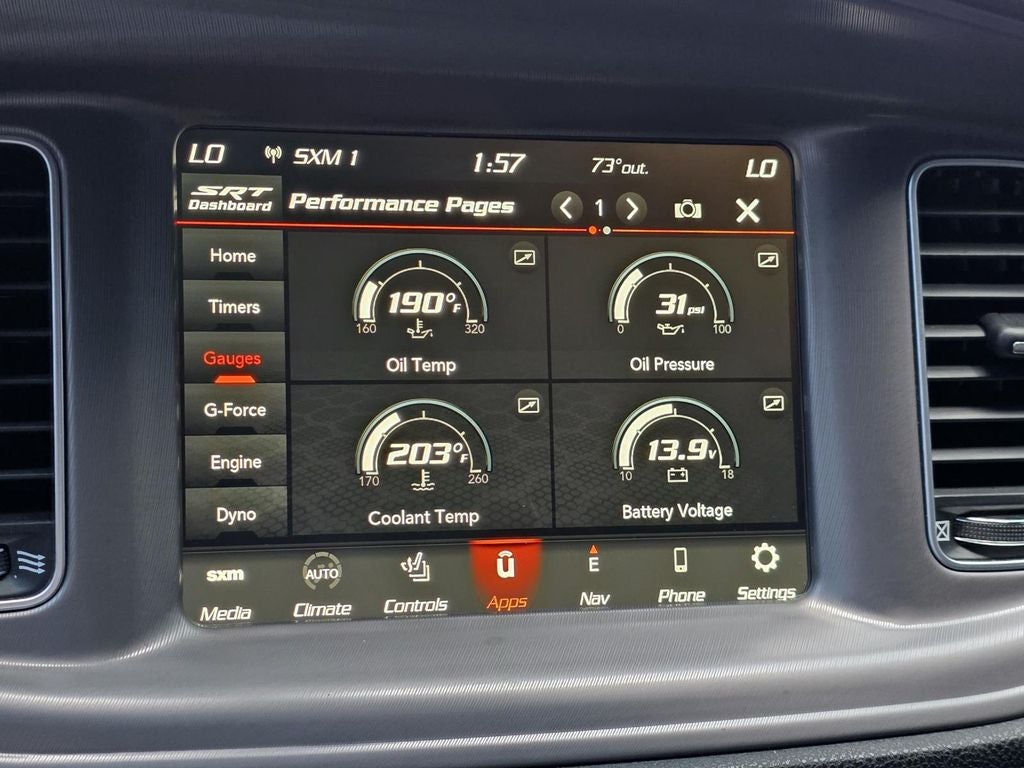 LO SXM 1 1:57 73°out. LO
SRT Dashboard Performance Pages 1
Home
Timers
Gauges
G-Force
Engine
Dyno
190°F
160 320
Oil Temp
31 psi
0 100
Oil Pressure
203°F
170 260
Coolant Temp
13.9v
10 18
Battery Voltage
sxm AUTO ū E
Media Climate Controls Apps Nav Phone Settings